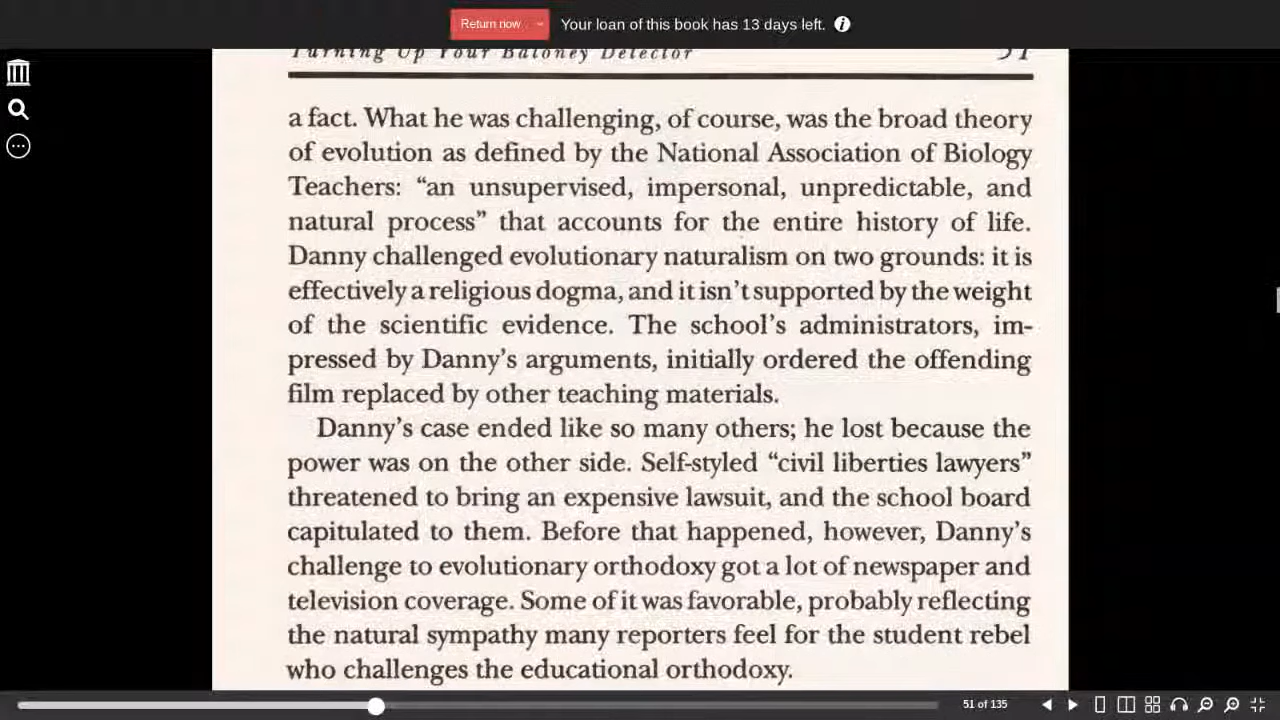 Return now
Your loan of this book has 13 days left.
Turning Up Your Baloney Detector 51
a fact. What he was challenging, of course, was the broad theory
of evolution as defined by the National Association of Biology
Teachers: “an unsupervised, impersonal, unpredictable, and
natural process” that accounts for the entire history of life.
Danny challenged evolutionary naturalism on two grounds: it is
effectively a religious dogma, and it isn’t supported by the weight
of the scientific evidence. The school’s administrators, im-
pressed by Danny’s arguments, initially ordered the offending
film replaced by other teaching materials.
Danny’s case ended like so many others; he lost because the
power was on the other side. Self-styled “civil liberties lawyers”
threatened to bring an expensive lawsuit, and the school board
capitulated to them. Before that happened, however, Danny’s
challenge to evolutionary orthodoxy got a lot of newspaper and
television coverage. Some of it was favorable, probably reflecting
the natural sympathy many reporters feel for the student rebel
who challenges the educational orthodoxy.
51 of 135